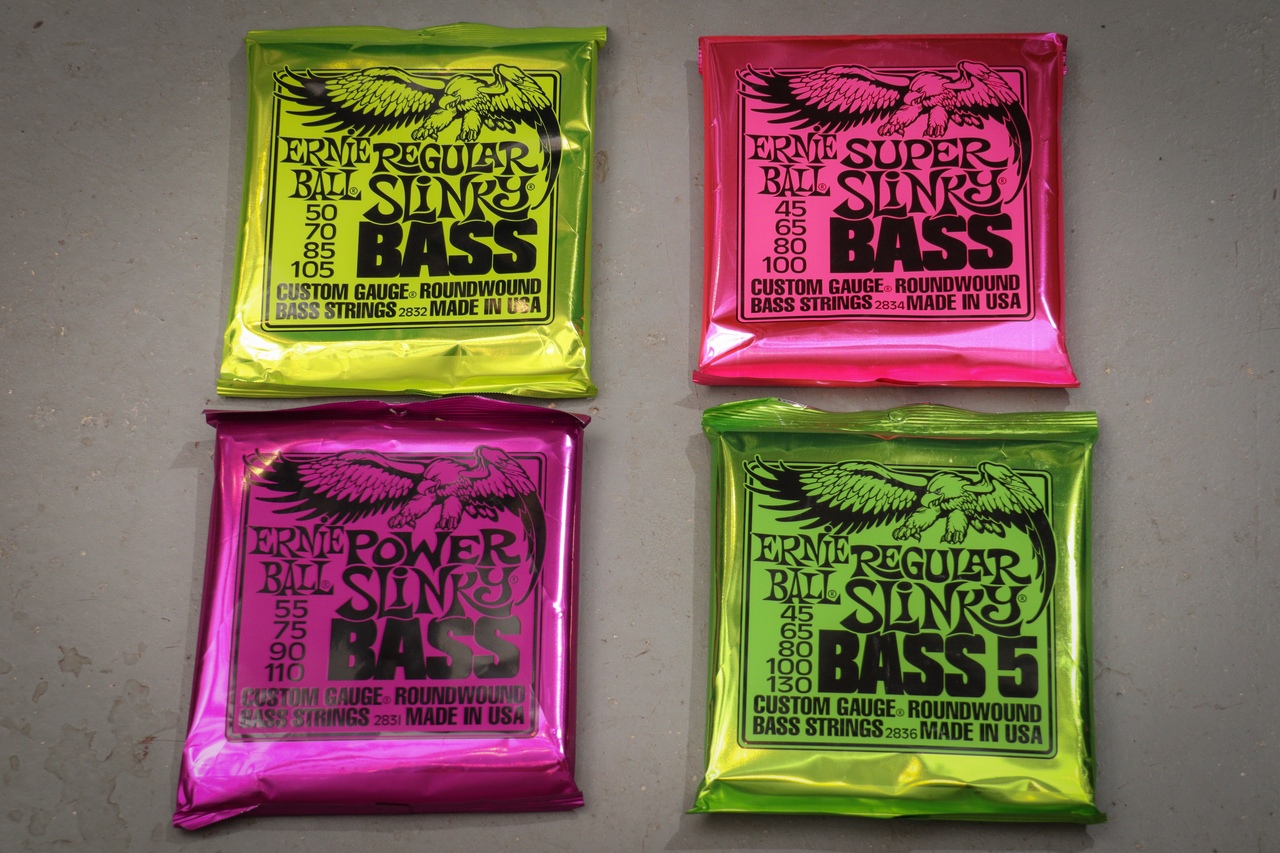 ERNIE BALL®
REGULAR
SLINKY®
BASS
50
70
85
105
CUSTOM GAUGE® ROUNDWOUND
BASS STRINGS 2832 MADE IN USA
ERNIE BALL®
SUPER
SLINKY®
BASS
45
65
80
100
CUSTOM GAUGE® ROUNDWOUND
BASS STRINGS 2834 MADE IN USA
ERNIE BALL®
POWER
SLINKY®
BASS
55
75
90
110
CUSTOM GAUGE® ROUNDWOUND
BASS STRINGS 2831 MADE IN USA
ERNIE BALL®
REGULAR
SLINKY®
BASS 5
45
65
80
100
130
CUSTOM GAUGE® ROUNDWOUND
BASS STRINGS 2836 MADE IN USA